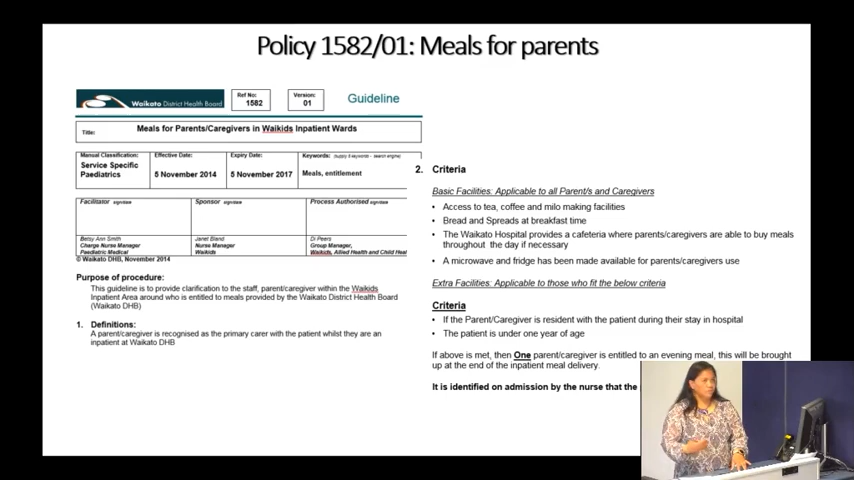 Policy 1582/01: Meals for parents
Waikato District Health Board
Ref No:
1582
Version:
01
Guideline
Title:
Meals for Parents/Caregivers in Waikids Inpatient Wards
Manual Classification:
Service Specific
Paediatrics
Effective Date:
5 November 2014
Expiry Date:
5 November 2017
Keywords: (supply 8 keywords - search engine)
Meals, entitlement
Facilitator sign/date
Sponsor sign/date
Process Authorised sign/date
Betsy Ann Smith
Charge Nurse Manager
Paediatric Medical
Janet Bland
Nurse Manager
Waikids
Di Peers
Group Manager,
Waikids, Allied Health and Child Heal
© Waikato DHB, November 2014
Purpose of procedure:
This guideline is to provide clarification to the staff, parent/caregiver within the Waikids
Inpatient Area around who is entitled to meals provided by the Waikato District Health Board
(Waikato DHB)
1. Definitions:
A parent/caregiver is recognised as the primary carer with the patient whilst they are an
inpatient at Waikato DHB
2. Criteria
Basic Facilities: Applicable to all Parent/s and Caregivers
• Access to tea, coffee and milo making facilities
• Bread and Spreads at breakfast time
• The Waikato Hospital provides a cafeteria where parents/caregivers are able to buy meals
throughout the day if necessary
• A microwave and fridge has been made available for parents/caregivers use
Extra Facilities: Applicable to those who fit the below criteria
Criteria
• If the Parent/Caregiver is resident with the patient during their stay in hospital
• The patient is under one year of age
If above is met, then One parent/caregiver is entitled to an evening meal, this will be brought
up at the end of the inpatient meal delivery.
It is identified on admission by the nurse that the